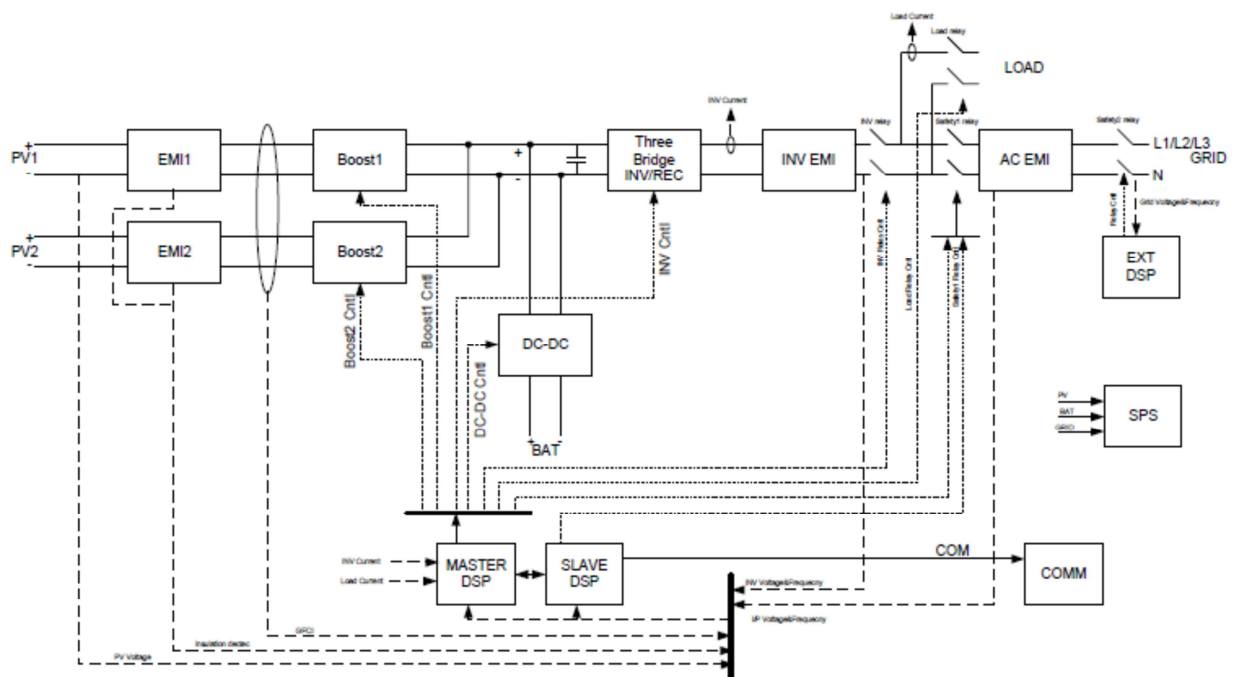 Load Current
Load relay
LOAD
INV Current
INV relay
Safety1 relay
Safety2 relay
PV1
+
-
EMI1
Boost1
+
-
Three
Bridge
INV/REC
INV EMI
AC EMI
L1/L2/L3
GRID
N
PV2
+
-
EMI2
Boost2
Relay Cntl
Grid Voltage&Frequecny
EXT
DSP
Boost2 Cntl
Boost1 Cntl
DC-DC Cntl
INV Cntl
INV Relay Cntl
Load Relay Cntl
Safety1 Relay Cntl
DC-DC
+
-
BAT
PV
BAT
GRID
SPS
INV Current
Load Current
MASTER
DSP
SLAVE
DSP
COM
COMM
INV Voltage&Frequecny
I/P Voltage&Frequecny
GFCI
Insulation dectec
PV Voltage